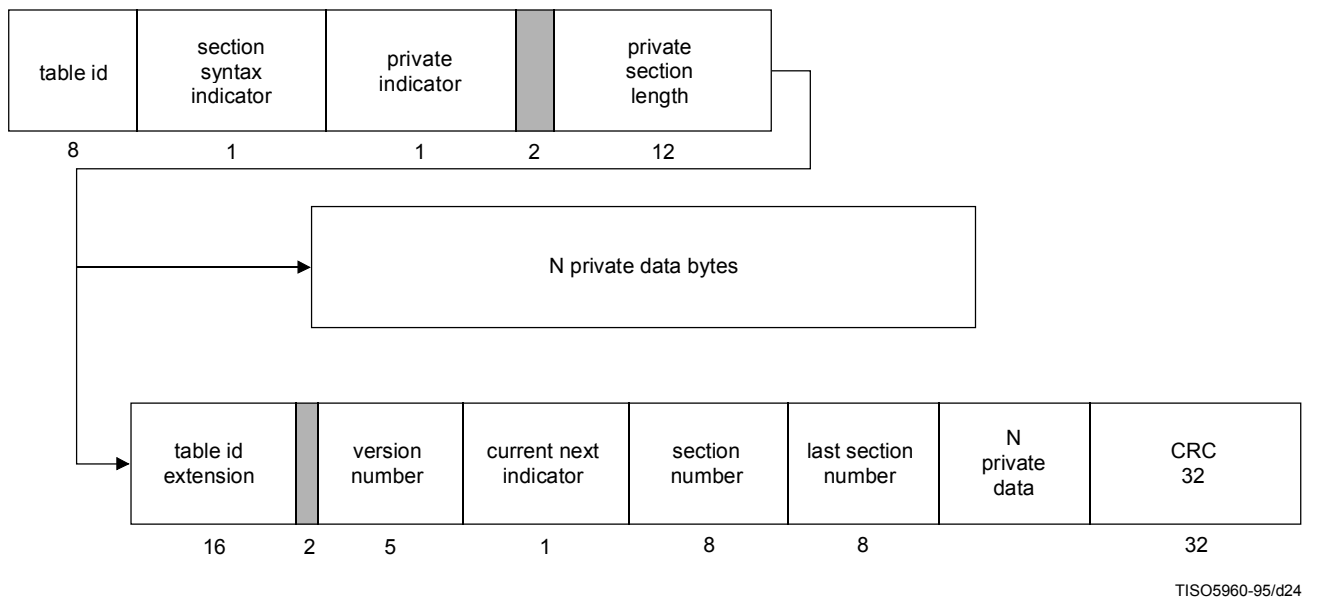 table id
section
syntax
indicator
private
indicator
private
section
length
8
1
1
2
12
N private data bytes
table id
extension
version
number
current next
indicator
section
number
last section
number
N
private
data
CRC
32
16
2
5
1
8
8
32
TISO5960-95/d24